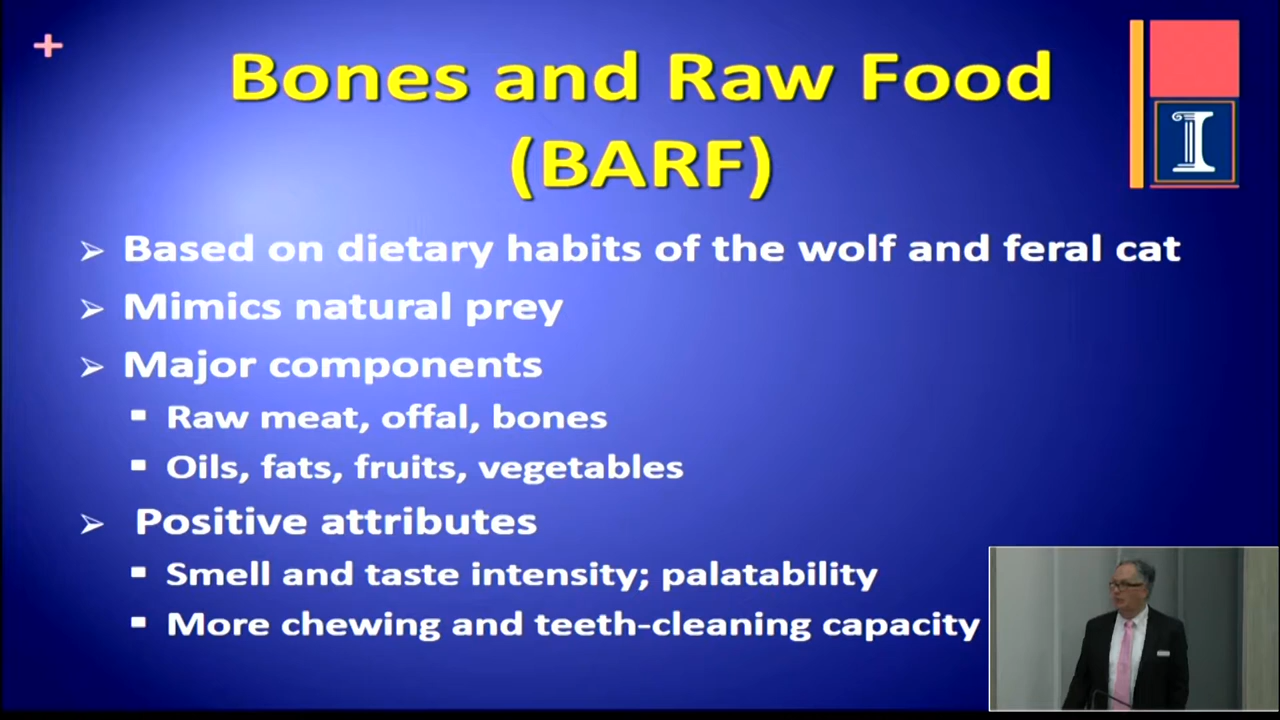 Bones and Raw Food
(BARF)
I
Based on dietary habits of the wolf and feral cat
Mimics natural prey
Major components
Raw meat, offal, bones
Oils, fats, fruits, vegetables
Positive attributes
Smell and taste intensity; palatability
More chewing and teeth-cleaning capacity